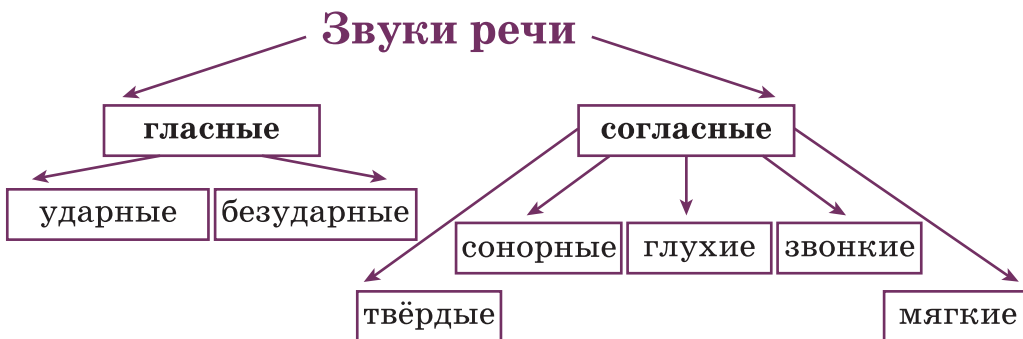 Звуки речи
гласные
согласные
ударные
безударные
сонорные
глухие
звонкие
твёрдые
мягкие